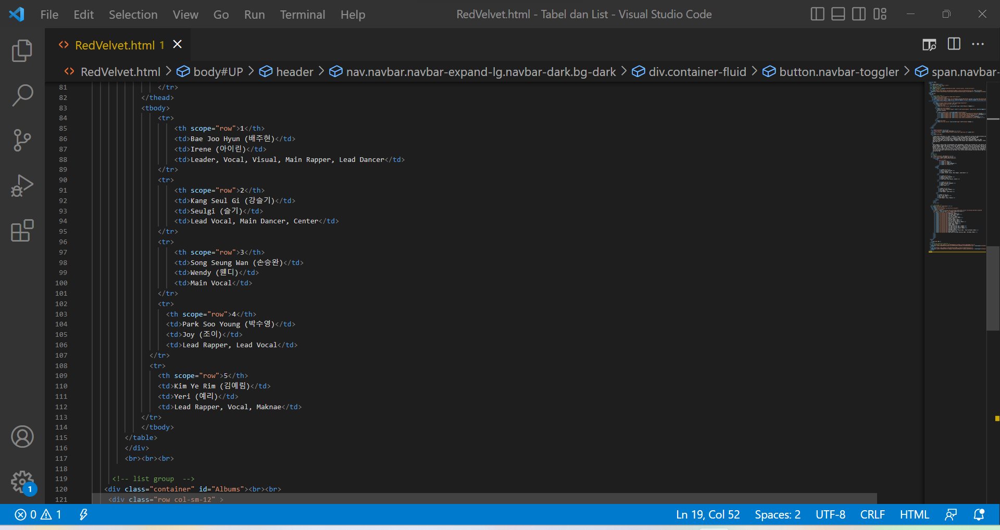 File Edit Selection View Go Run Terminal Help RedVelvet.html - Tabel dan List - Visual Studio Code
<> RedVelvet.html 1
<> RedVelvet.html > body#UP > header > nav.navbar.navbar-expand-lg.navbar-dark.bg-dark > div.container-fluid > button.navbar-toggler > span.navbar-
81 </tr>
82 </thead>
83 <tbody>
84 <tr>
85 <th scope="row">1</th>
86 <td>Bae Joo Hyun (배주현)</td>
87 <td>Irene (아이린)</td>
88 <td>Leader, Vocal, Visual, Main Rapper, Lead Dancer</td>
89 </tr>
90 <tr>
91 <th scope="row">2</th>
92 <td>Kang Seul Gi (강슬기)</td>
93 <td>Seulgi (슬기)</td>
94 <td>Lead Vocal, Main Dancer, Center</td>
95 </tr>
96 <tr>
97 <th scope="row">3</th>
98 <td>Song Seung Wan (손승완)</td>
99 <td>Wendy (웬디)</td>
100 <td>Main Vocal</td>
101 </tr>
102 <tr>
103 <th scope="row">4</th>
104 <td>Park Soo Young (박수영)</td>
105 <td>Joy (조이)</td>
106 <td>Lead Rapper, Lead Vocal</td>
107 </tr>
108 <tr>
109 <th scope="row">5</th>
110 <td>Kim Ye Rim (김예림)</td>
111 <td>Yeri (예리)</td>
112 <td>Lead Rapper, Vocal, Maknae</td>
113 </tr>
114 </tbody>
115 </table>
116 </div>
117 <br><br><br>
118
119 <!-- list group  -->
120 <div class="container" id="Albums"><br><br>
121 <div class="row col-sm-12" >
1
0 1 Ln 19, Col 52 Spaces: 2 UTF-8 CRLF HTML